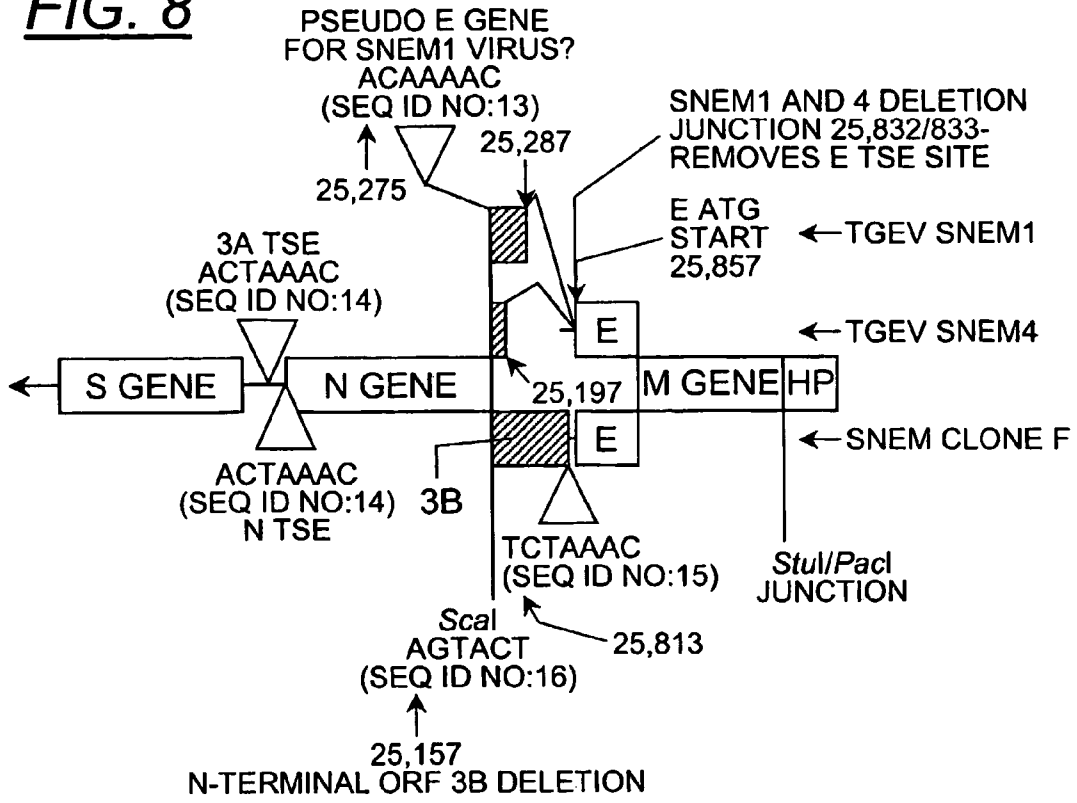 FIG. 8
PSEUDO E GENE
FOR SNEM1 VIRUS?
ACAAAAC
(SEQ ID NO:13)
25,275
25,287
SNEM1 AND 4 DELETION
JUNCTION 25,832/833-
REMOVES E TSE SITE
E ATG
START
25,857
TGEV SNEM1
3A TSE
ACTAAAC
(SEQ ID NO:14)
E
TGEV SNEM4
S GENE
N GENE
25,197
M GENE
HP
E
SNEM CLONE F
ACTAAAC
(SEQ ID NO:14)
N TSE
3B
TCTAAAC
(SEQ ID NO:15)
StuI/PacI
JUNCTION
ScaI
AGTACT
(SEQ ID NO:16)
25,813
25,157
N-TERMINAL ORF 3B DELETION